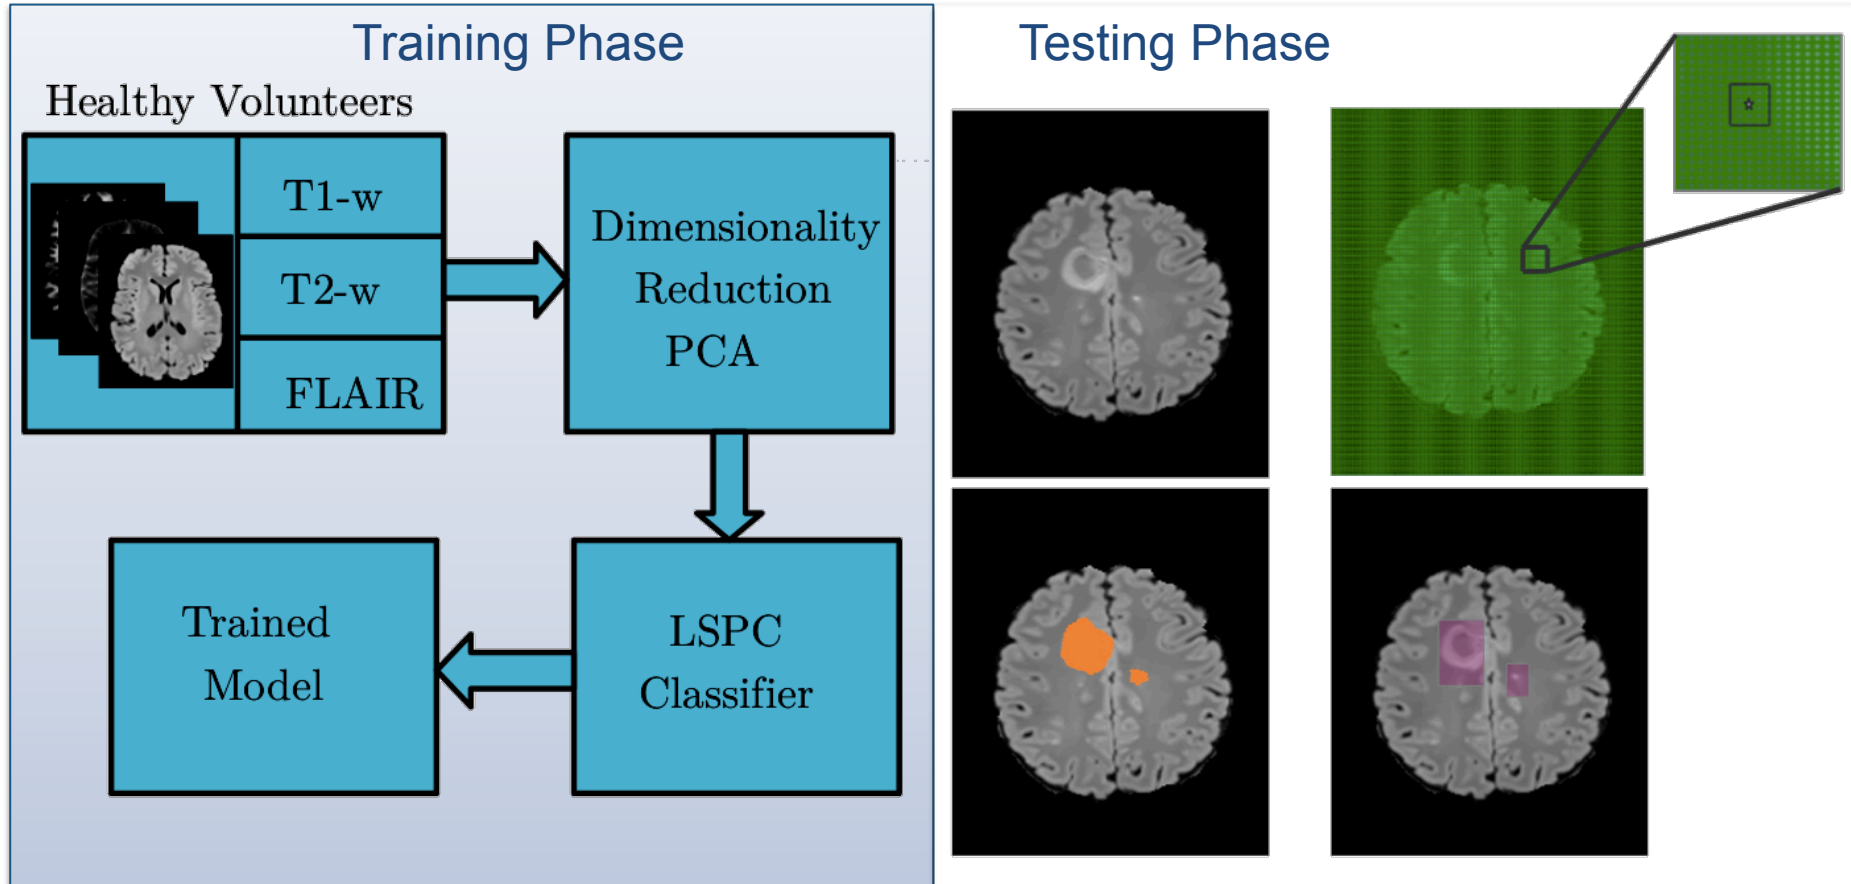 Training Phase
Healthy Volunteers
T1-w
T2-w
FLAIR
Dimensionality
Reduction
PCA
LSPC
Classifier
Trained
Model
Testing Phase